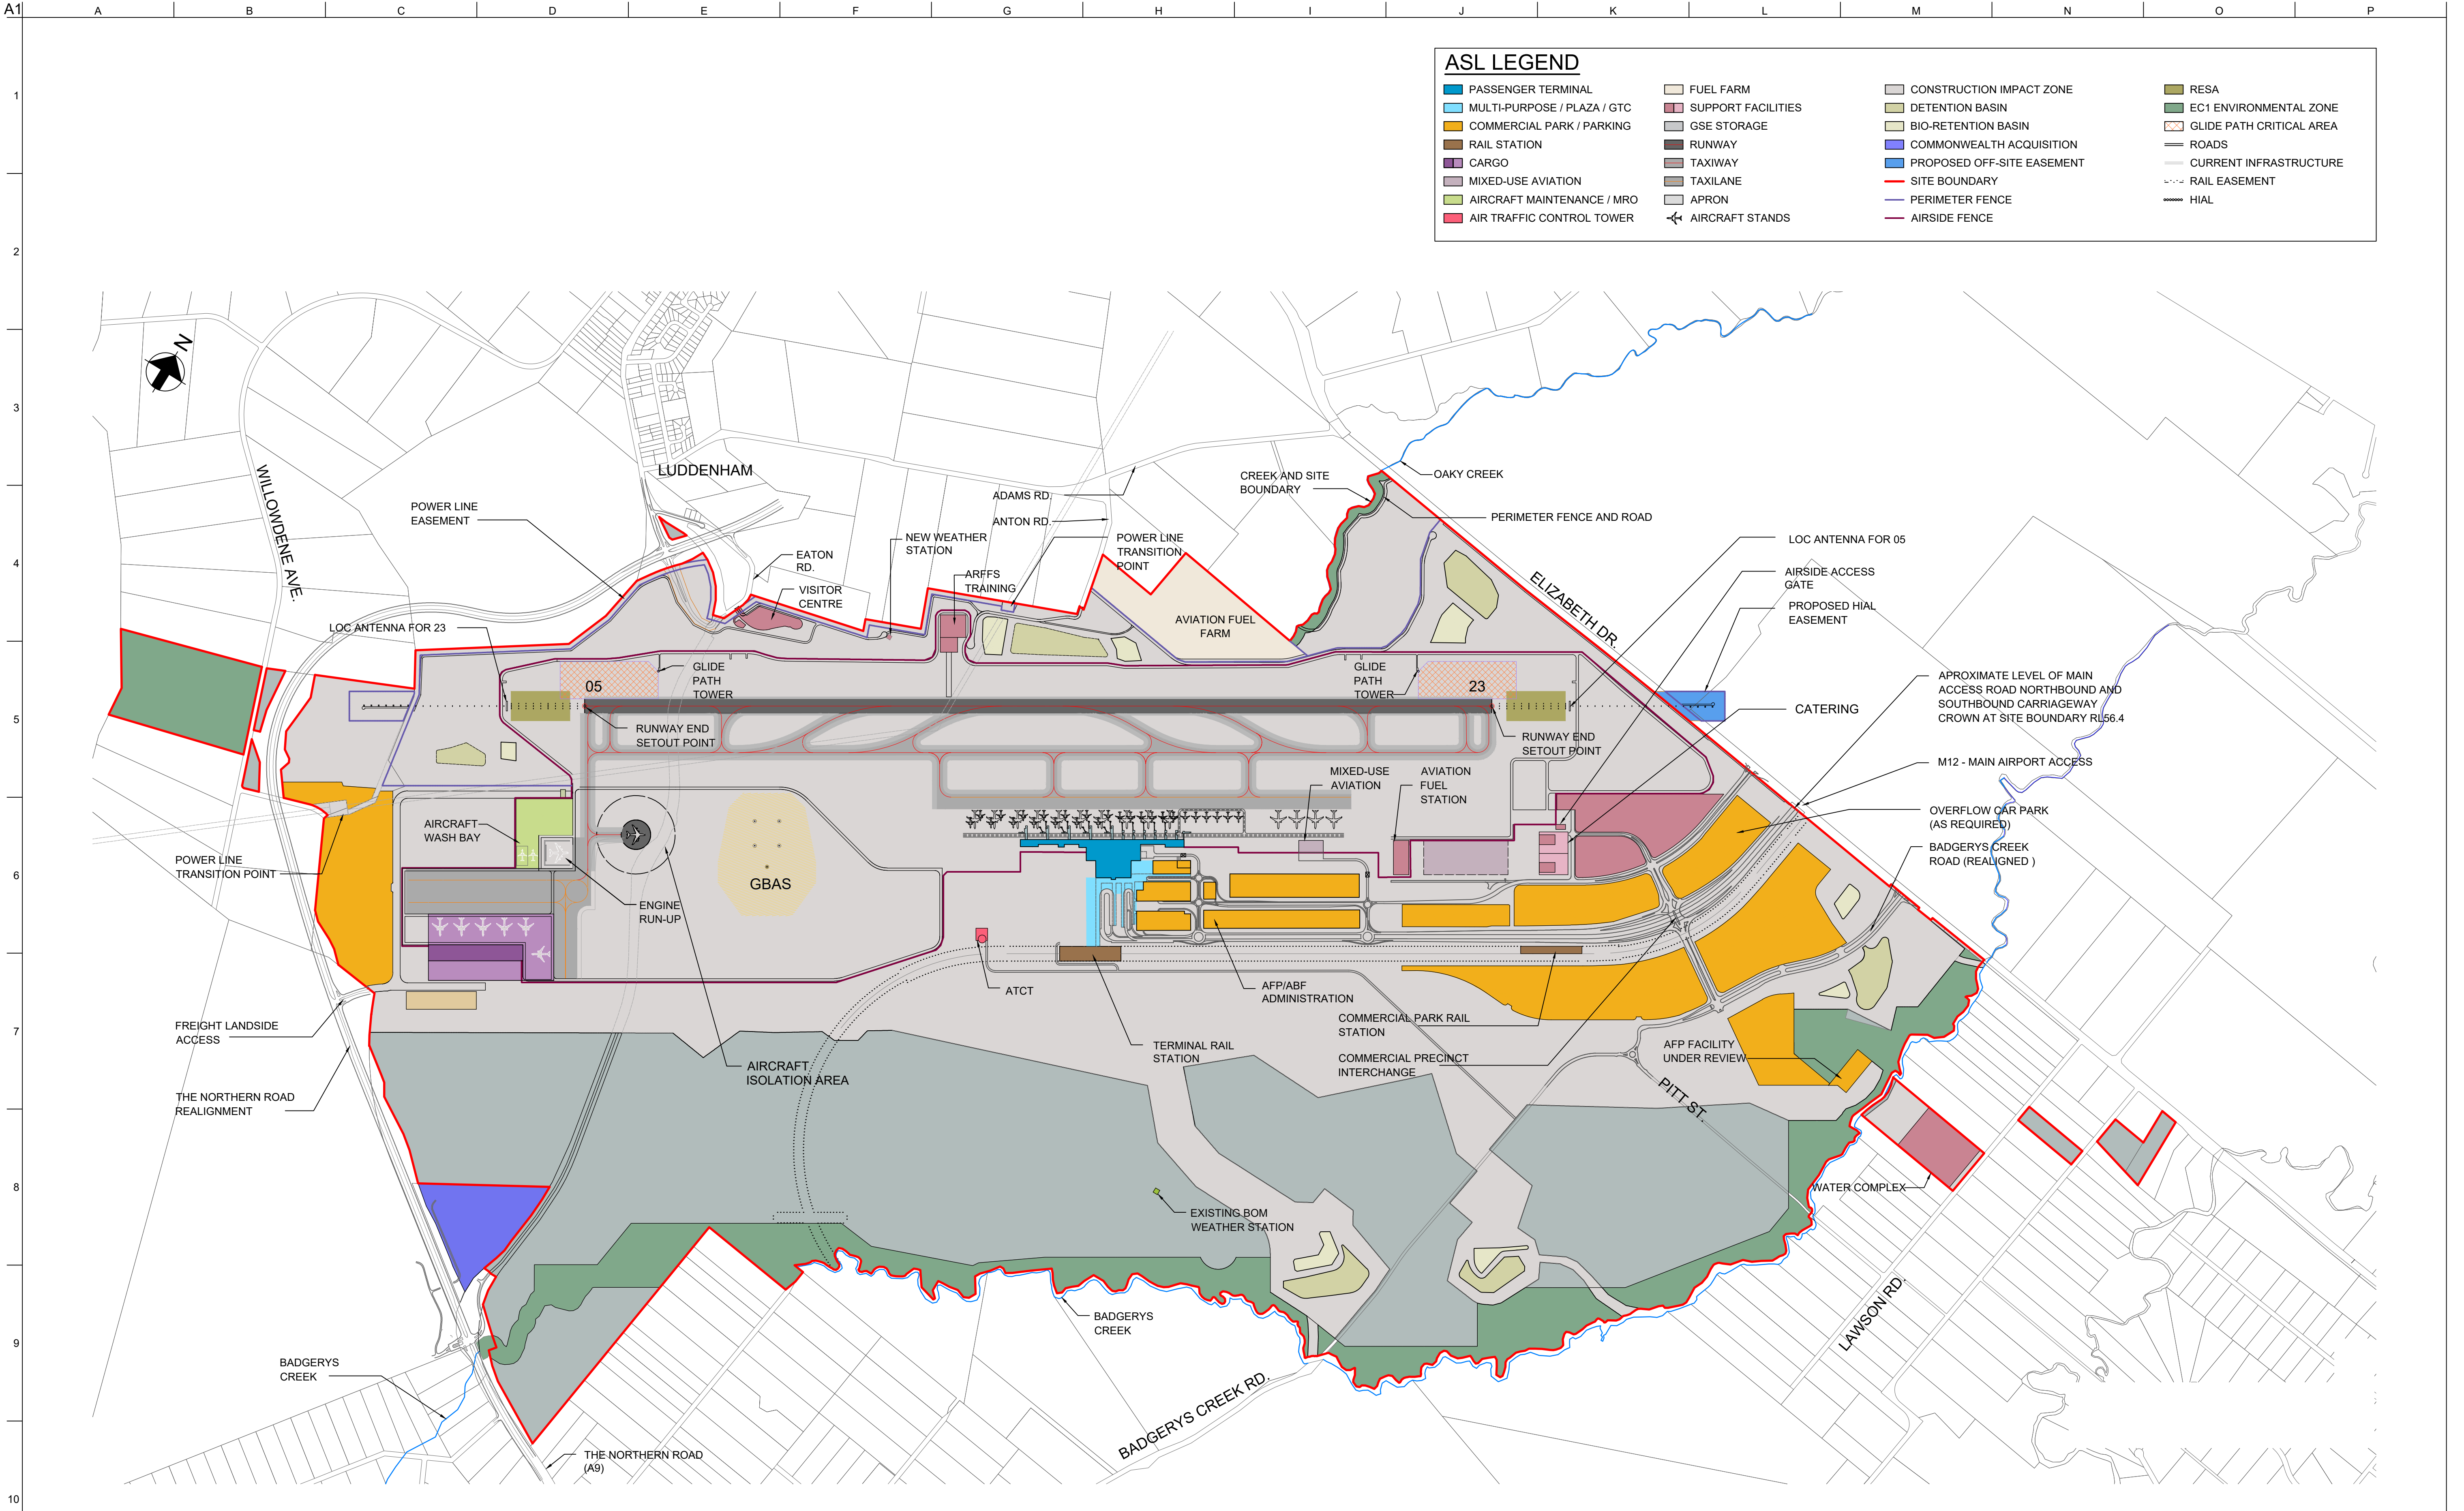 A1
A B C D E F G H I J K L M N O P
ASL LEGEND
PASSENGER TERMINAL
MULTI-PURPOSE / PLAZA / GTC
COMMERCIAL PARK / PARKING
RAIL STATION
CARGO
MIXED-USE AVIATION
AIRCRAFT MAINTENANCE / MRO
AIR TRAFFIC CONTROL TOWER
FUEL FARM
SUPPORT FACILITIES
GSE STORAGE
RUNWAY
TAXIWAY
TAXILANE
APRON
AIRCRAFT STANDS
CONSTRUCTION IMPACT ZONE
DETENTION BASIN
BIO-RETENTION BASIN
COMMONWEALTH ACQUISITION
PROPOSED OFF-SITE EASEMENT
SITE BOUNDARY
PERIMETER FENCE
AIRSIDE FENCE
RESA
EC1 ENVIRONMENTAL ZONE
GLIDE PATH CRITICAL AREA
ROADS
CURRENT INFRASTRUCTURE
RAIL EASEMENT
HIAL
1
2
3
4
5
6
7
8
9
10
N
WILLOWDENE AVE.
LUDDENHAM
POWER LINE
EASEMENT
ADAMS RD.
ANTON RD.
CREEK AND SITE
BOUNDARY
OAKY CREEK
PERIMETER FENCE AND ROAD
NEW WEATHER
STATION
POWER LINE
TRANSITION
POINT
EATON
RD.
ARFFS
TRAINING
VISITOR
CENTRE
LOC ANTENNA FOR 05
AIRSIDE ACCESS
GATE
PROPOSED HIAL
EASEMENT
ELIZABETH DR.
AVIATION FUEL
FARM
LOC ANTENNA FOR 23
GLIDE
PATH
TOWER
05
GLIDE
PATH
TOWER
23
APROXIMATE LEVEL OF MAIN
ACCESS ROAD NORTHBOUND AND
SOUTHBOUND CARRIAGEWAY
CROWN AT SITE BOUNDARY RL56.4
CATERING
RUNWAY END
SETOUT POINT
RUNWAY END
SETOUT POINT
M12 - MAIN AIRPORT ACCESS
MIXED-USE
AVIATION
AVIATION
FUEL
STATION
OVERFLOW CAR PARK
(AS REQUIRED)
AIRCRAFT
WASH BAY
BADGERYS CREEK
ROAD (REALIGNED )
POWER LINE
TRANSITION POINT
GBAS
ENGINE
RUN-UP
ATCT
AFP/ABF
ADMINISTRATION
FREIGHT LANDSIDE
ACCESS
COMMERCIAL PARK RAIL
STATION
TERMINAL RAIL
STATION
AFP FACILITY
UNDER REVIEW
COMMERCIAL PRECINCT
INTERCHANGE
AIRCRAFT
ISOLATION AREA
THE NORTHERN ROAD
REALIGNMENT
PITT ST.
WATER COMPLEX
EXISTING BOM
WEATHER STATION
LAWSON RD.
BADGERYS
CREEK
BADGERYS
CREEK
BADGERYS CREEK RD.
THE NORTHERN ROAD
(A9)